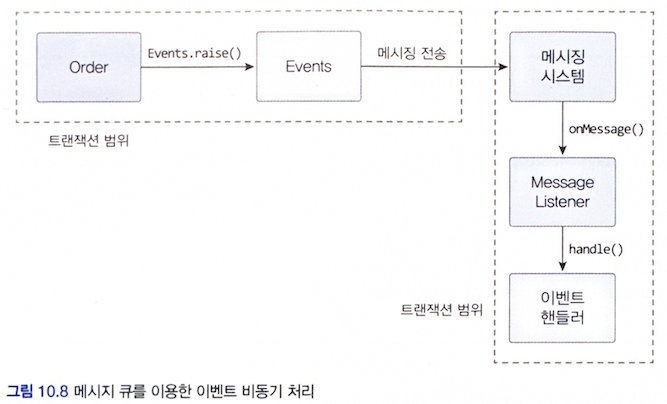 Order
Events.raise()
Events
메시징 전송
메시징
시스템
트랜잭션 범위
onMessage()
Message
Listener
handle()
이벤트
핸들러
트랜잭션 범위
그림 10.8 메시지 큐를 이용한 이벤트 비동기 처리